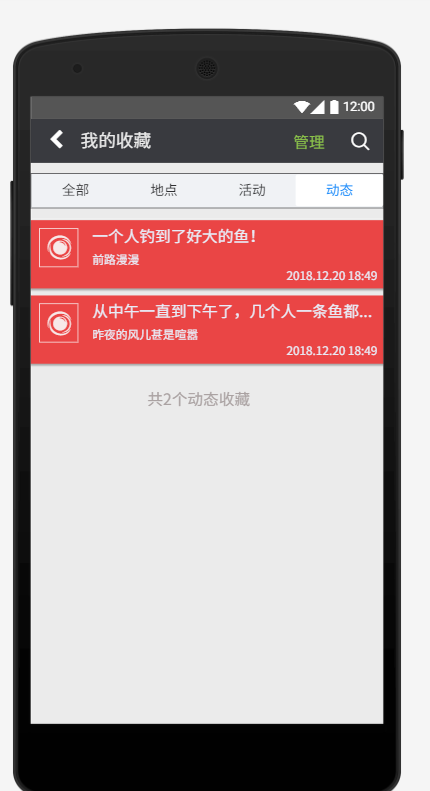 12:00
我的收藏 管理
全部 地点 活动 动态
一个人钓到了好大的鱼！
前路漫漫
2018.12.20 18:49
从中午一直到下午了，几个人一条鱼都...
昨夜的风儿甚是喧嚣
2018.12.20 18:49
共2个动态收藏